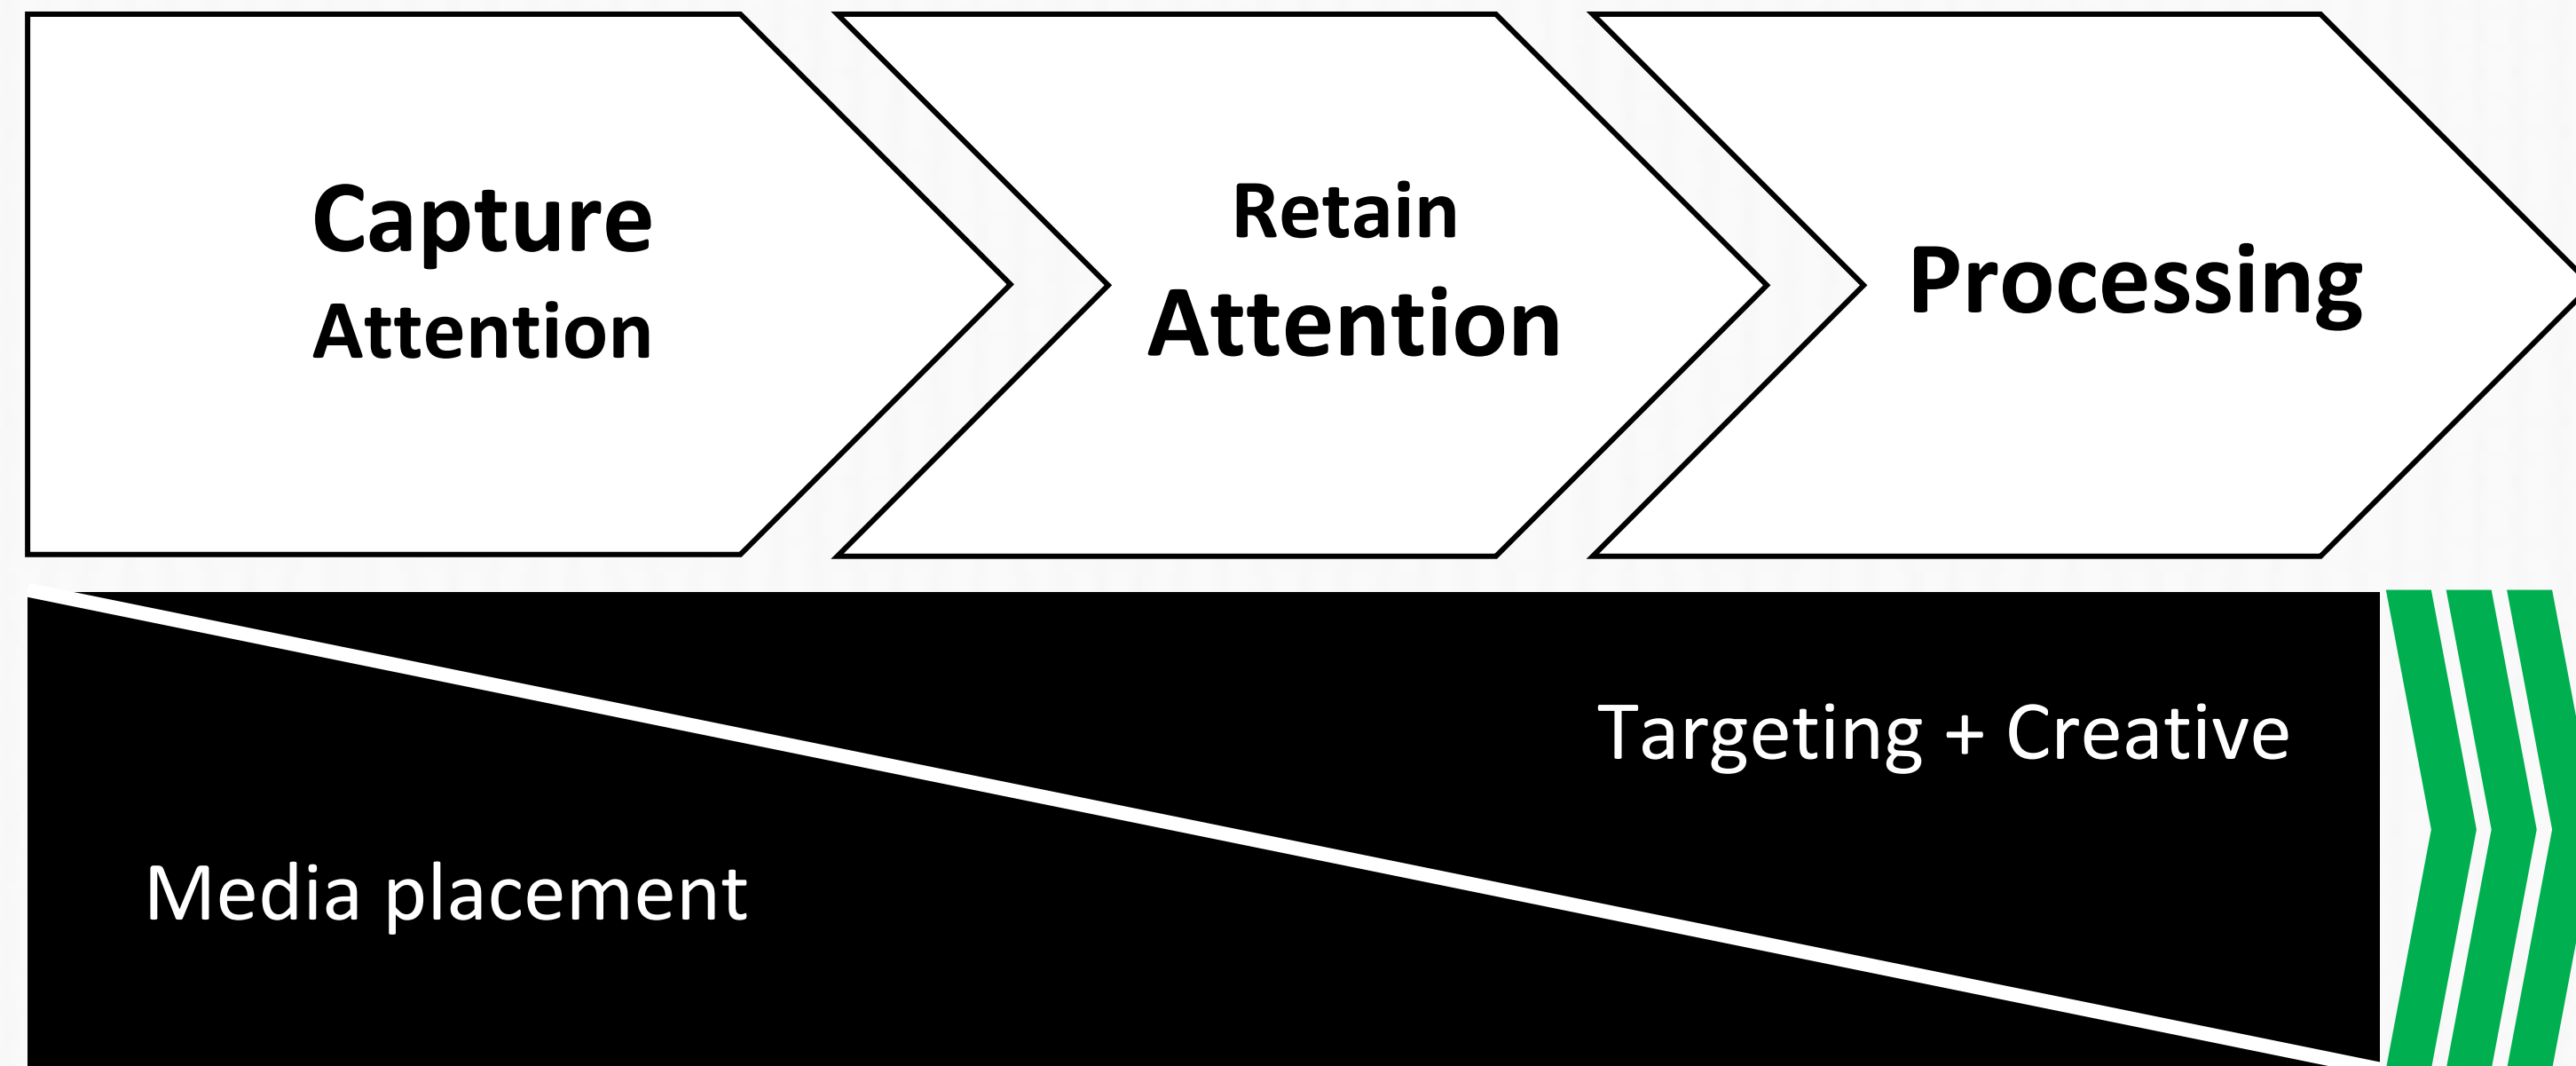 Capture
Attention
Retain
Attention
Processing
Targeting + Creative
Media placement